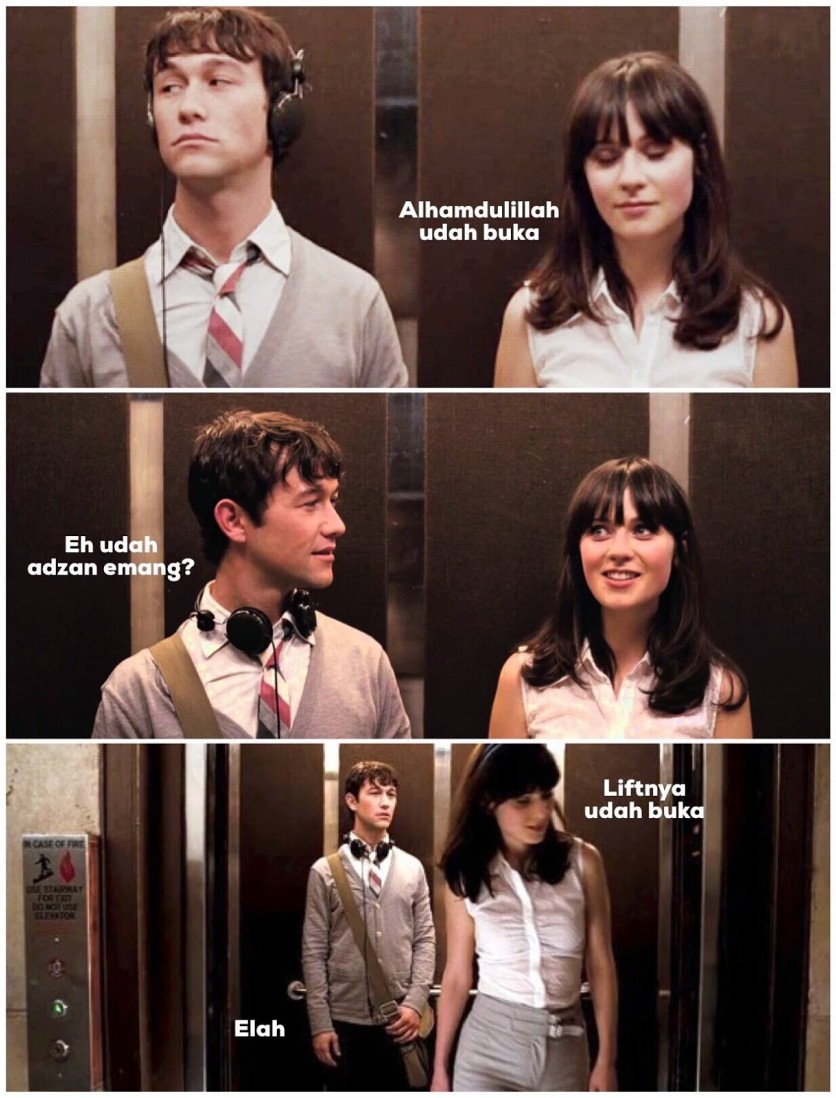 Alhamdulillah
udah buka
Eh udah
adzan emang?
Liftnya
udah buka
IN CASE OF FIRE
USE STAIRWAY
FOR EXIT
DO NOT USE
ELEVATOR
Elah